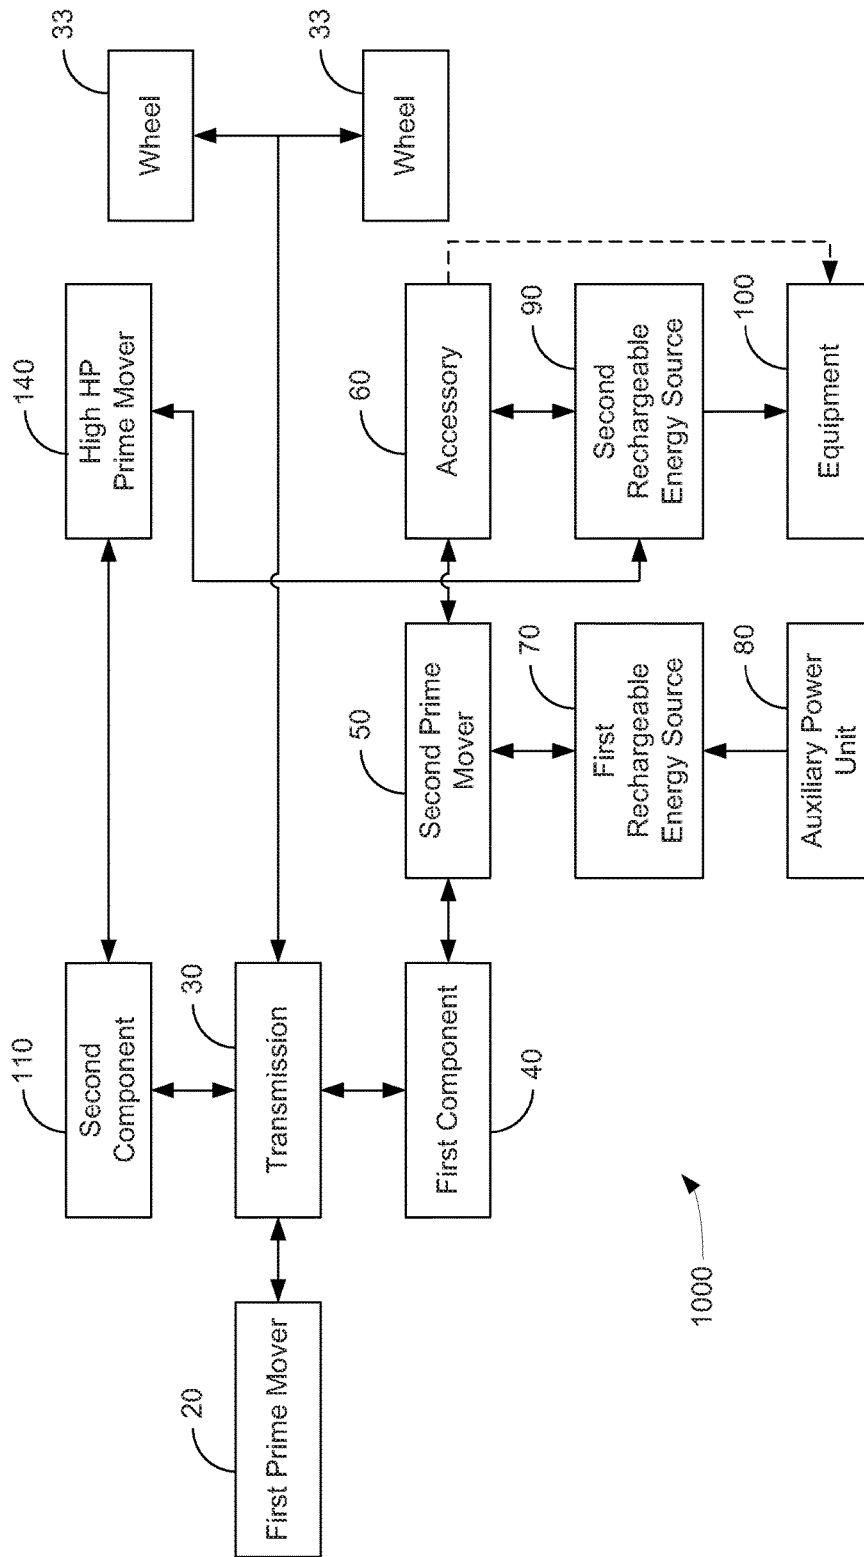 110
Second
Component
140
High HP
Prime Mover
33
Wheel
20
First Prime Mover
30
Transmission
33
Wheel
First Component
40
50
Second Prime
Mover
60
Accessory
70
First
Rechargeable
Energy Source
90
Second
Rechargeable
Energy Source
1000
80
Auxiliary Power
Unit
100
Equipment